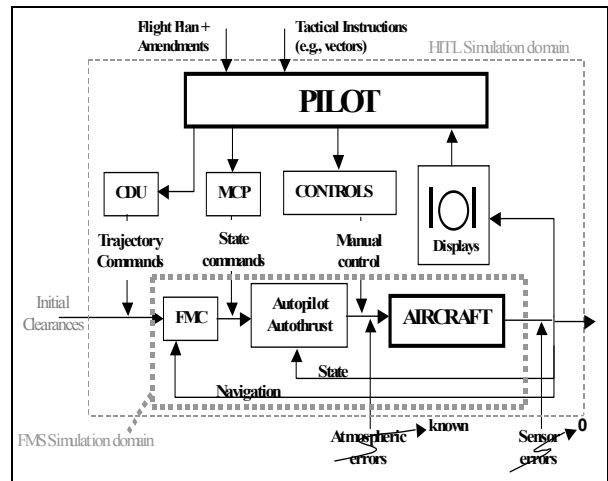 Flight Plan +
Amendments
Tactical Instructions
(e.g., vectors)
HITL Simulation domain
PILOT
CDU
MCP
CONTROLS
Displays
Trajectory
Commands
State
commands
Manual
control
Initial
Clearances
FMC
Autopilot
Autothrust
AIRCRAFT
State
Navigation
FMS Simulation domain
Atmospheric
errors
known
Sensor
errors
0